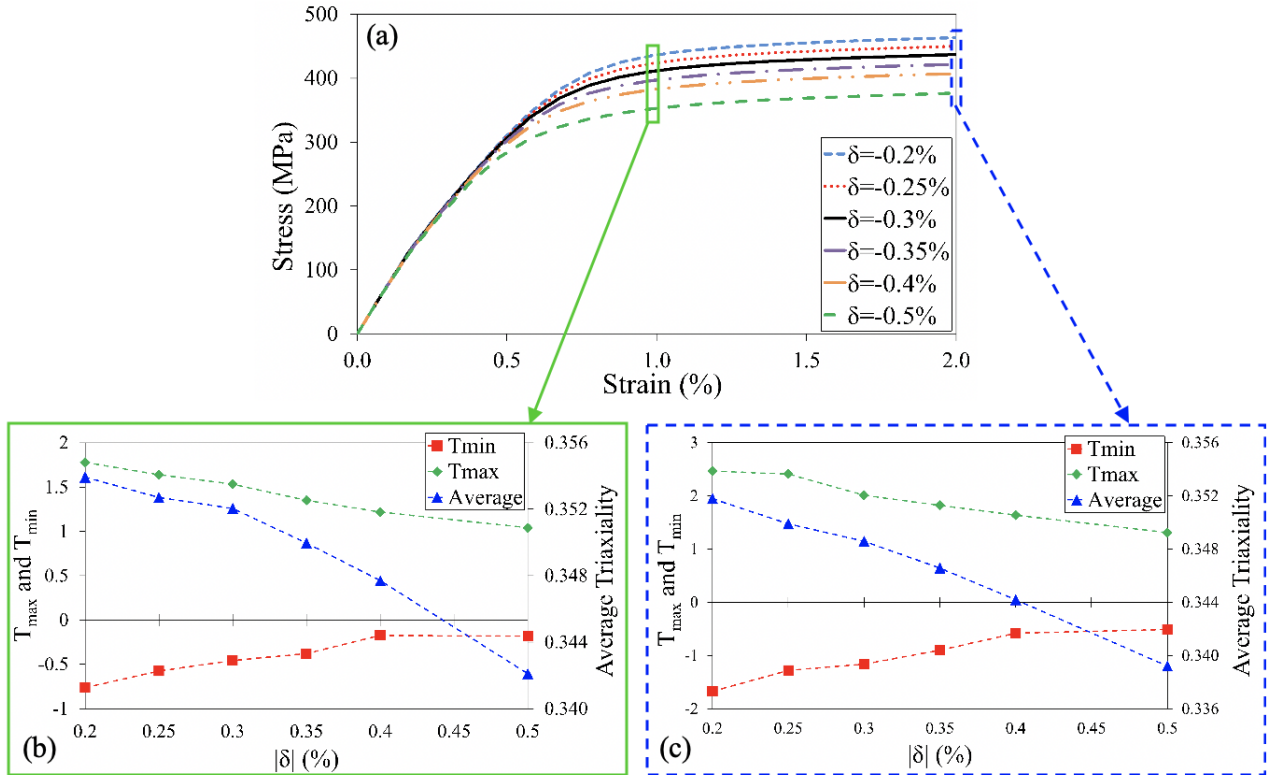 (a)
Stress (MPa)
500
400
300
200
100
0
0.0 0.5 1.0 1.5 2.0
Strain (%)
δ=-0.2%
δ=-0.25%
δ=-0.3%
δ=-0.35%
δ=-0.4%
δ=-0.5%
(b)
Tmax and Tmin
2
1.5
1
0.5
0
-0.5
-1
Tmin
Tmax
Average
0.356
0.352
0.348
0.344
0.340
Average Triaxiality
0.2 0.25 0.3 0.35 0.4 0.45 0.5
|δ| (%)
(c)
Tmax and Tmin
3
2
1
0
-1
-2
Tmin
Tmax
Average
0.356
0.352
0.348
0.344
0.340
0.336
Average Triaxiality
0.2 0.25 0.3 0.35 0.4 0.45 0.5
|δ| (%)